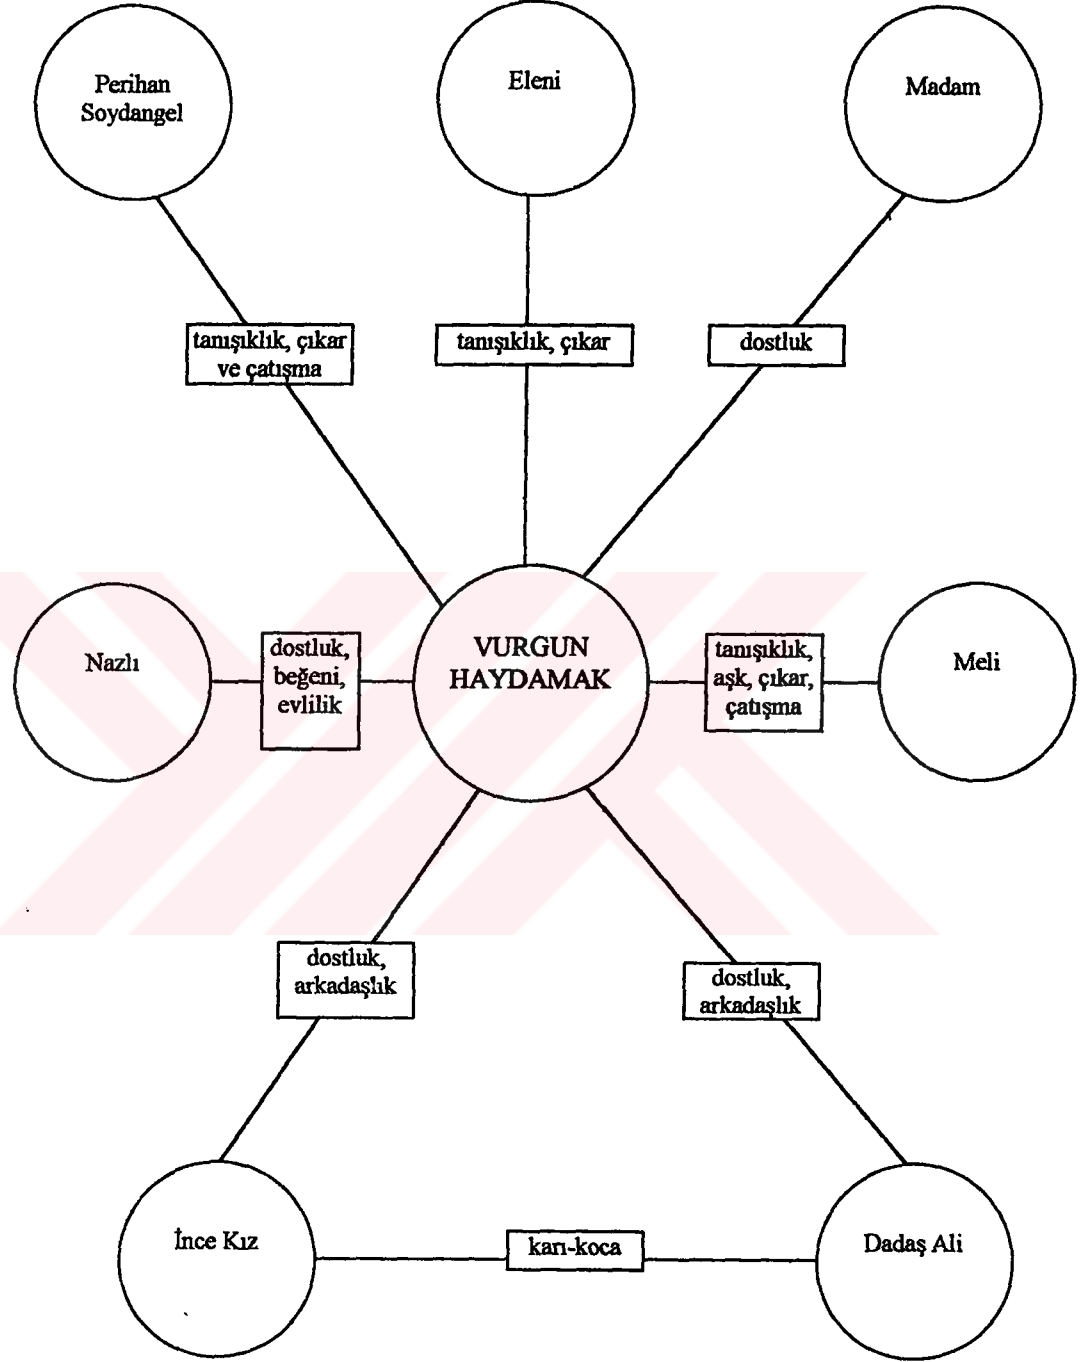 Perihan
Soydangel
Eleni
Madam
tanışıklık, çıkar
ve çatışma
tanışıklık, çıkar
dostluk
Nazlı
dostluk,
beğeni,
evlilik
VURGUN
HAYDAMAK
tanışıklık,
aşk, çıkar,
çatışma
Meli
dostluk,
arkadaşlık
dostluk,
arkadaşlık
İnce Kız
karı-koca
Dadaş Ali